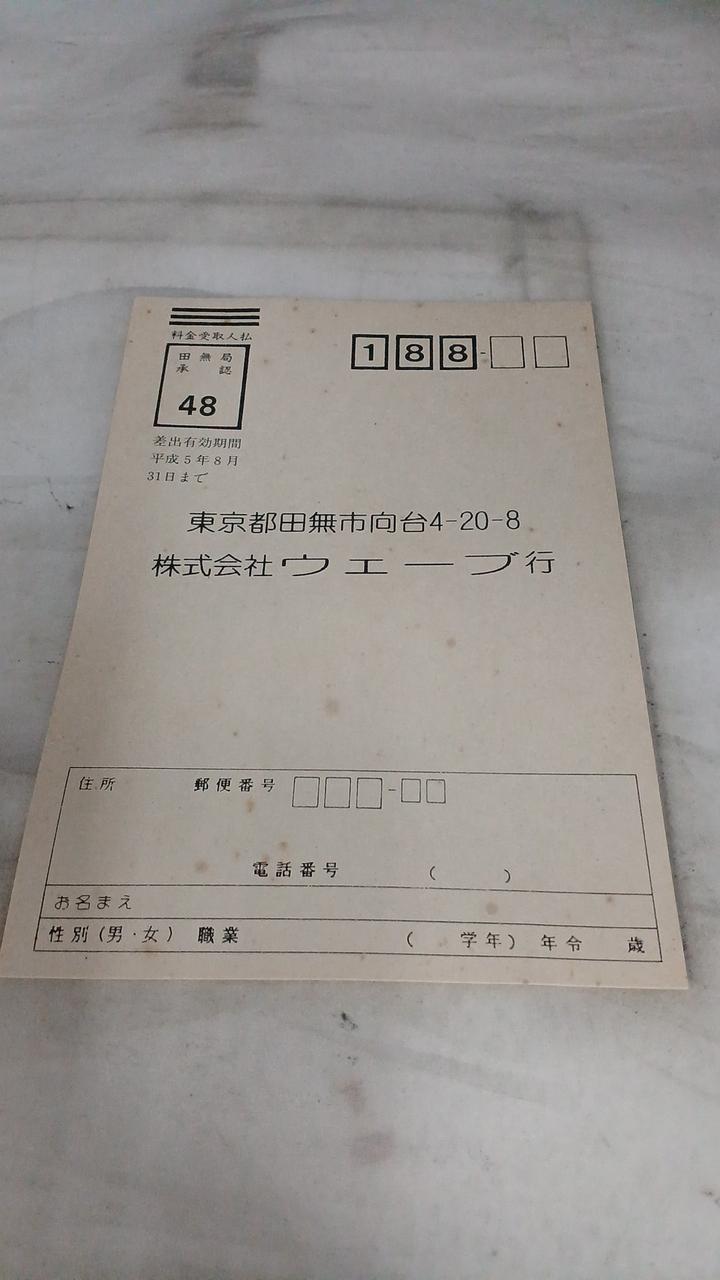 料金受取人払
田無局
承認
48
差出有効期間
平成5年8月
31日まで
188-
東京都田無市向台4-20-8
株式会社ウエーブ行
住所 郵便番号 -
電話番号 ( )
お名まえ
性別(男・女) 職業 ( 学年) 年令 歳